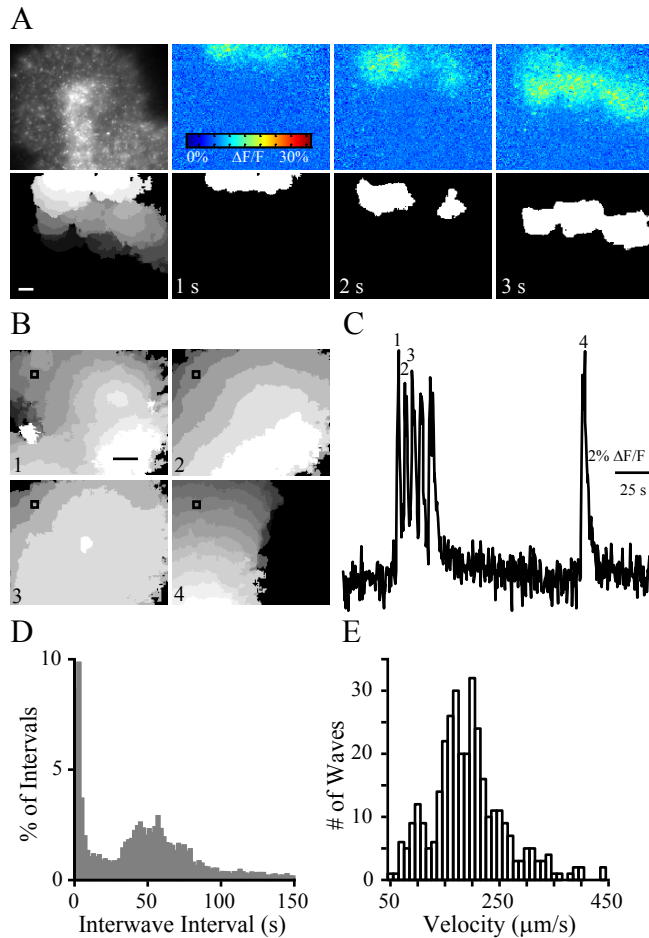 A
0% ΔF/F 30%
1 s
2 s
3 s
B
1
2
3
4
C
1
2
3
4
2% ΔF/F
25 s
D
% of Intervals
10
5
0
0 50 100 150
Interwave Interval (s)
E
# of Waves
30
20
10
0
50 250 450
Velocity (μm/s)